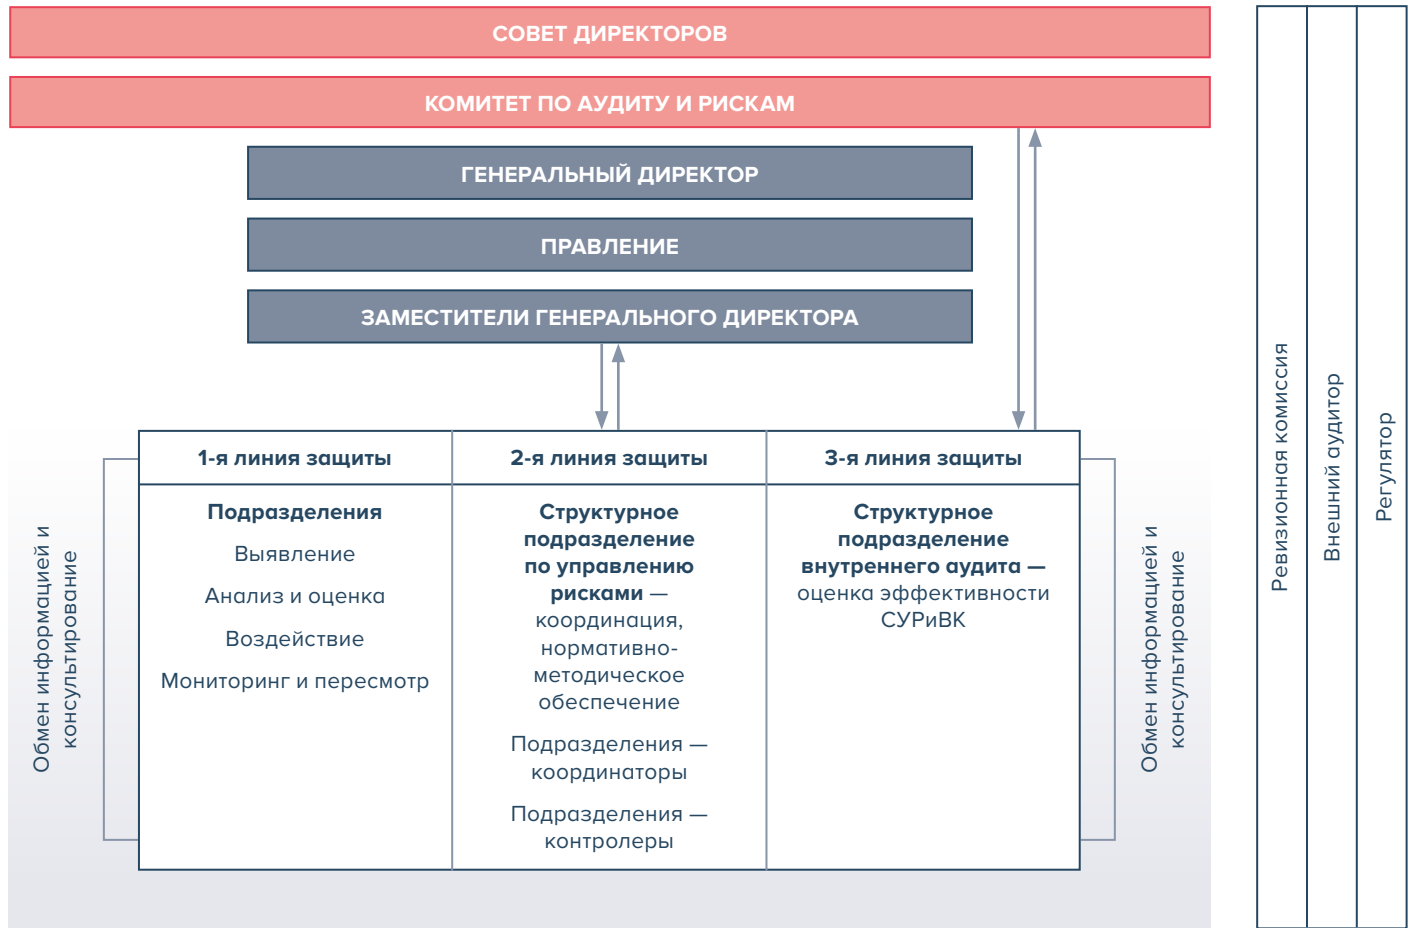 СОВЕТ ДИРЕКТОРОВ
КОМИТЕТ ПО АУДИТУ И РИСКАМ
ГЕНЕРАЛЬНЫЙ ДИРЕКТОР
ПРАВЛЕНИЕ
ЗАМЕСТИТЕЛИ ГЕНЕРАЛЬНОГО ДИРЕКТОРА
Обмен информацией и
консультирование
1-я линия защиты
Подразделения
Выявление
Анализ и оценка
Воздействие
Мониторинг и пересмотр
2-я линия защиты
Структурное
подразделение
по управлению
рисками —
координация,
нормативно-
методическое
обеспечение
Подразделения —
координаторы
Подразделения —
контролеры
3-я линия защиты
Структурное
подразделение
внутреннего аудита —
оценка эффективности
СУРиВК
Обмен информацией и
консультирование
Ревизионная комиссия
Внешний аудитор
Регулятор